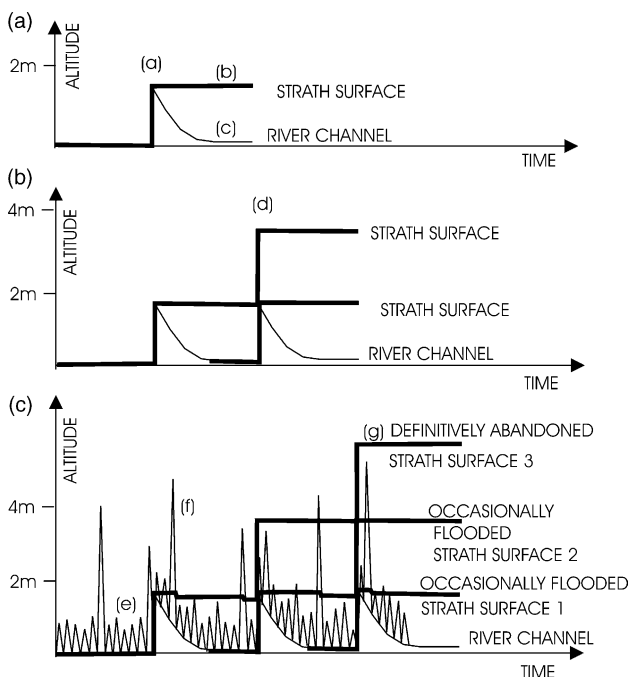 (a)
ALTITUDE
2m
(a)
(b)
STRATH SURFACE
(c)
RIVER CHANNEL
TIME
(b)
ALTITUDE
4m
(d)
STRATH SURFACE
2m
STRATH SURFACE
RIVER CHANNEL
TIME
(c)
ALTITUDE
(g) DEFINITIVELY ABANDONED
STRATH SURFACE 3
4m
(f)
OCCASIONALLY
FLOODED
STRATH SURFACE 2
2m
(e)
OCCASIONALLY FLOODED
STRATH SURFACE 1
RIVER CHANNEL
TIME